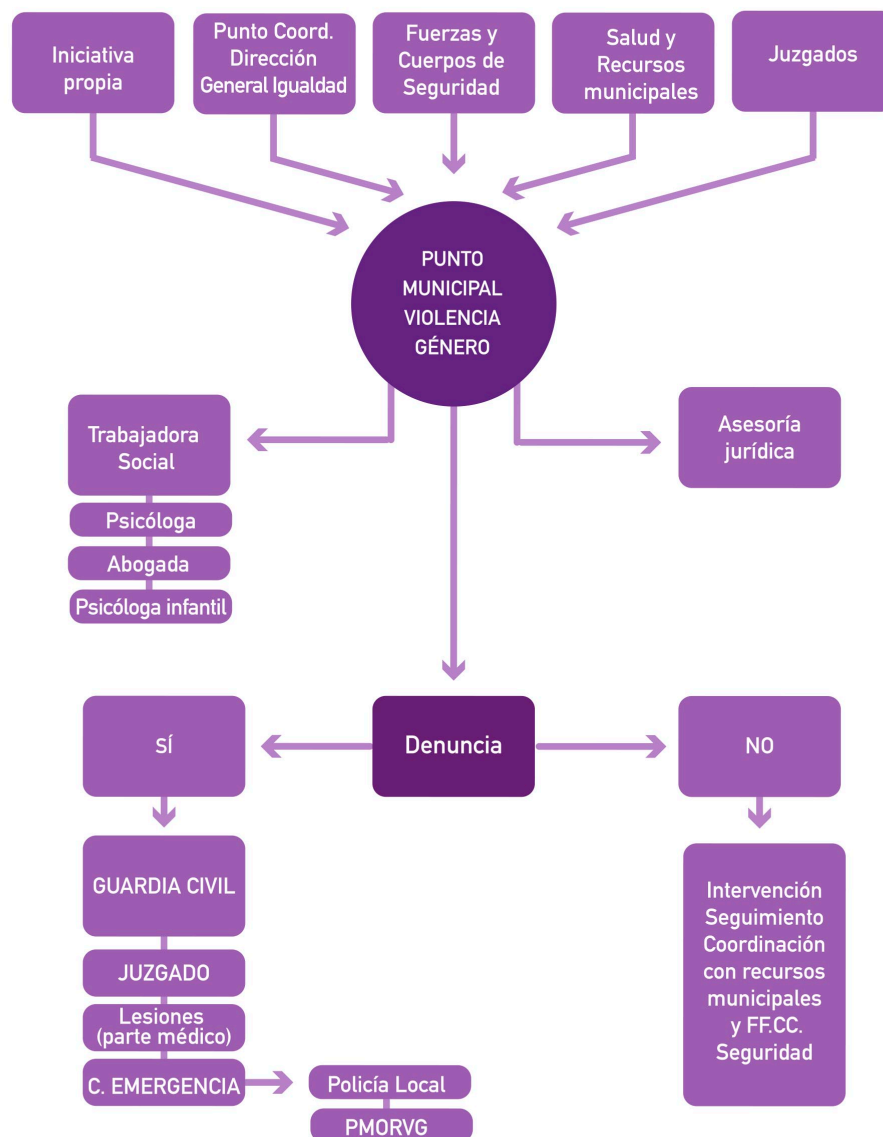 Iniciativa
propia
Punto Coord.
Dirección
General Igualdad
Fuerzas y
Cuerpos de
Seguridad
Salud y
Recursos
municipales
Juzgados
PUNTO
MUNICIPAL
VIOLENCIA
GÉNERO
Trabajadora
Social
Psicóloga
Abogada
Psicóloga infantil
Asesoría
jurídica
SÍ
Denuncia
NO
GUARDIA CIVIL
JUZGADO
Lesiones
(parte médico)
C. EMERGENCIA
Policía Local
PMORVG
Intervención
Seguimiento
Coordinación
con recursos
municipales
y FF.CC.
Seguridad